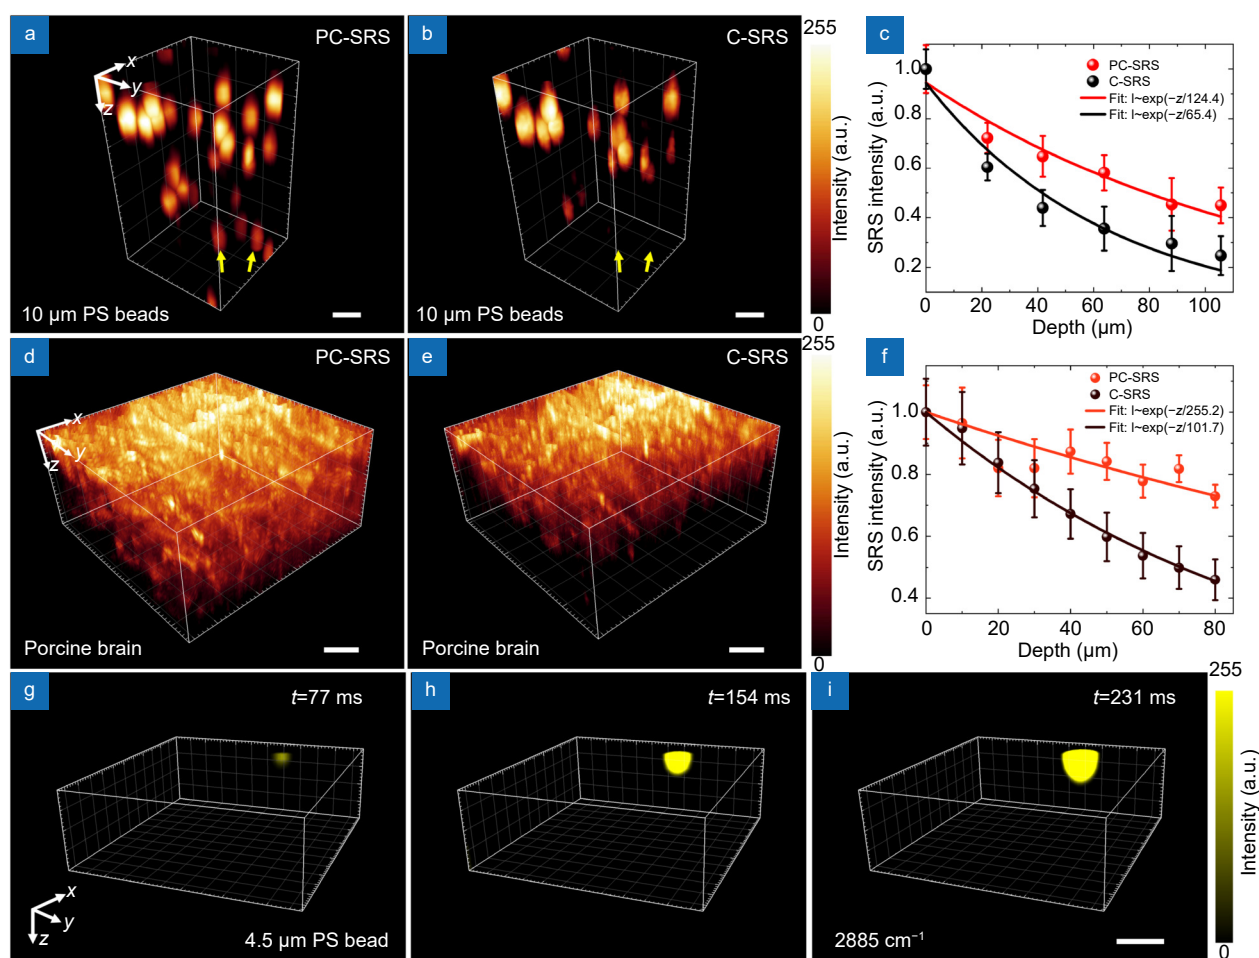 a
PC-SRS
x
y
z
10 µm PS beads
b
C-SRS
10 µm PS beads
255
Intensity (a.u.)
0
c
PC-SRS
C-SRS
Fit: I~exp(−z/124.4)
Fit: I~exp(−z/65.4)
SRS intensity (a.u.)
1.0
0.8
0.6
0.4
0.2
0 20 40 60 80 100
Depth (µm)
d
PC-SRS
x
y
z
Porcine brain
e
C-SRS
Porcine brain
255
Intensity (a.u.)
0
f
PC-SRS
C-SRS
Fit: I~exp(−z/255.2)
Fit: I~exp(−z/101.7)
SRS intensity (a.u.)
1.0
0.8
0.6
0.4
0 20 40 60 80
Depth (µm)
g
t=77 ms
x
y
z
4.5 µm PS bead
h
t=154 ms
i
t=231 ms
2885 cm⁻¹
255
Intensity (a.u.)
0